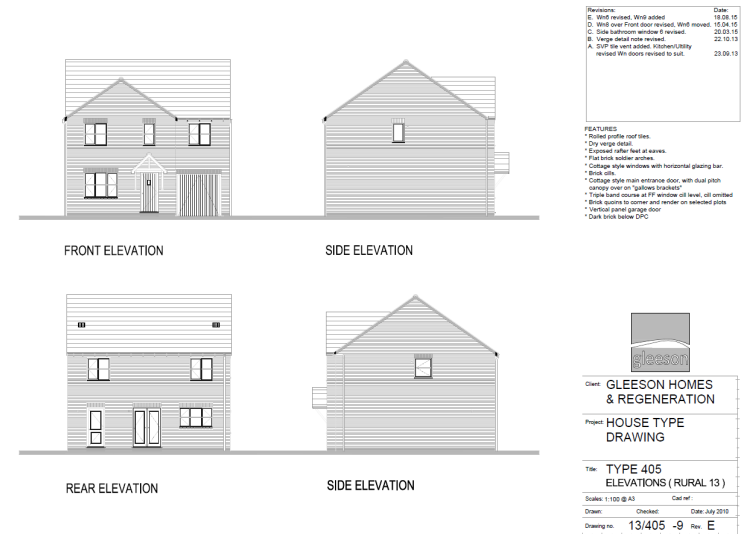 Revisions: Date:
E. Wn6 revised, Wn9 added 18.08.15
D. Wn8 over Front door revised, Wn6 moved. 15.04.15
C. Side bathroom window 6 revised. 20.03.15
B. Verge detail note revised. 22.10.13
A. SVP tile vent added. Kitchen/Utility
revised Wn doors revised to suit. 23.09.13
FEATURES
* Rolled profile roof tiles.
* Dry verge detail.
* Exposed rafter feet at eaves.
* Flat brick soldier arches.
* Cottage style windows with horizontal glazing bar.
* Brick cills.
* Cottage style main entrance door, with dual pitch
canopy over on "gallows brackets"
* Triple band course at FF window cill level, cill omitted
* Brick quoins to corner and render on selected plots
* Vertical panel garage door
* Dark brick below DPC
FRONT ELEVATION
SIDE ELEVATION
REAR ELEVATION
SIDE ELEVATION
gleeson
Client: GLEESON HOMES
& REGENERATION
Project: HOUSE TYPE
DRAWING
Title: TYPE 405
ELEVATIONS ( RURAL 13 )
Scales: 1:100 @ A3 Cad ref :
Drawn: Checked: Date: July 2010
Drawing no. 13/405 -9 Rev. E